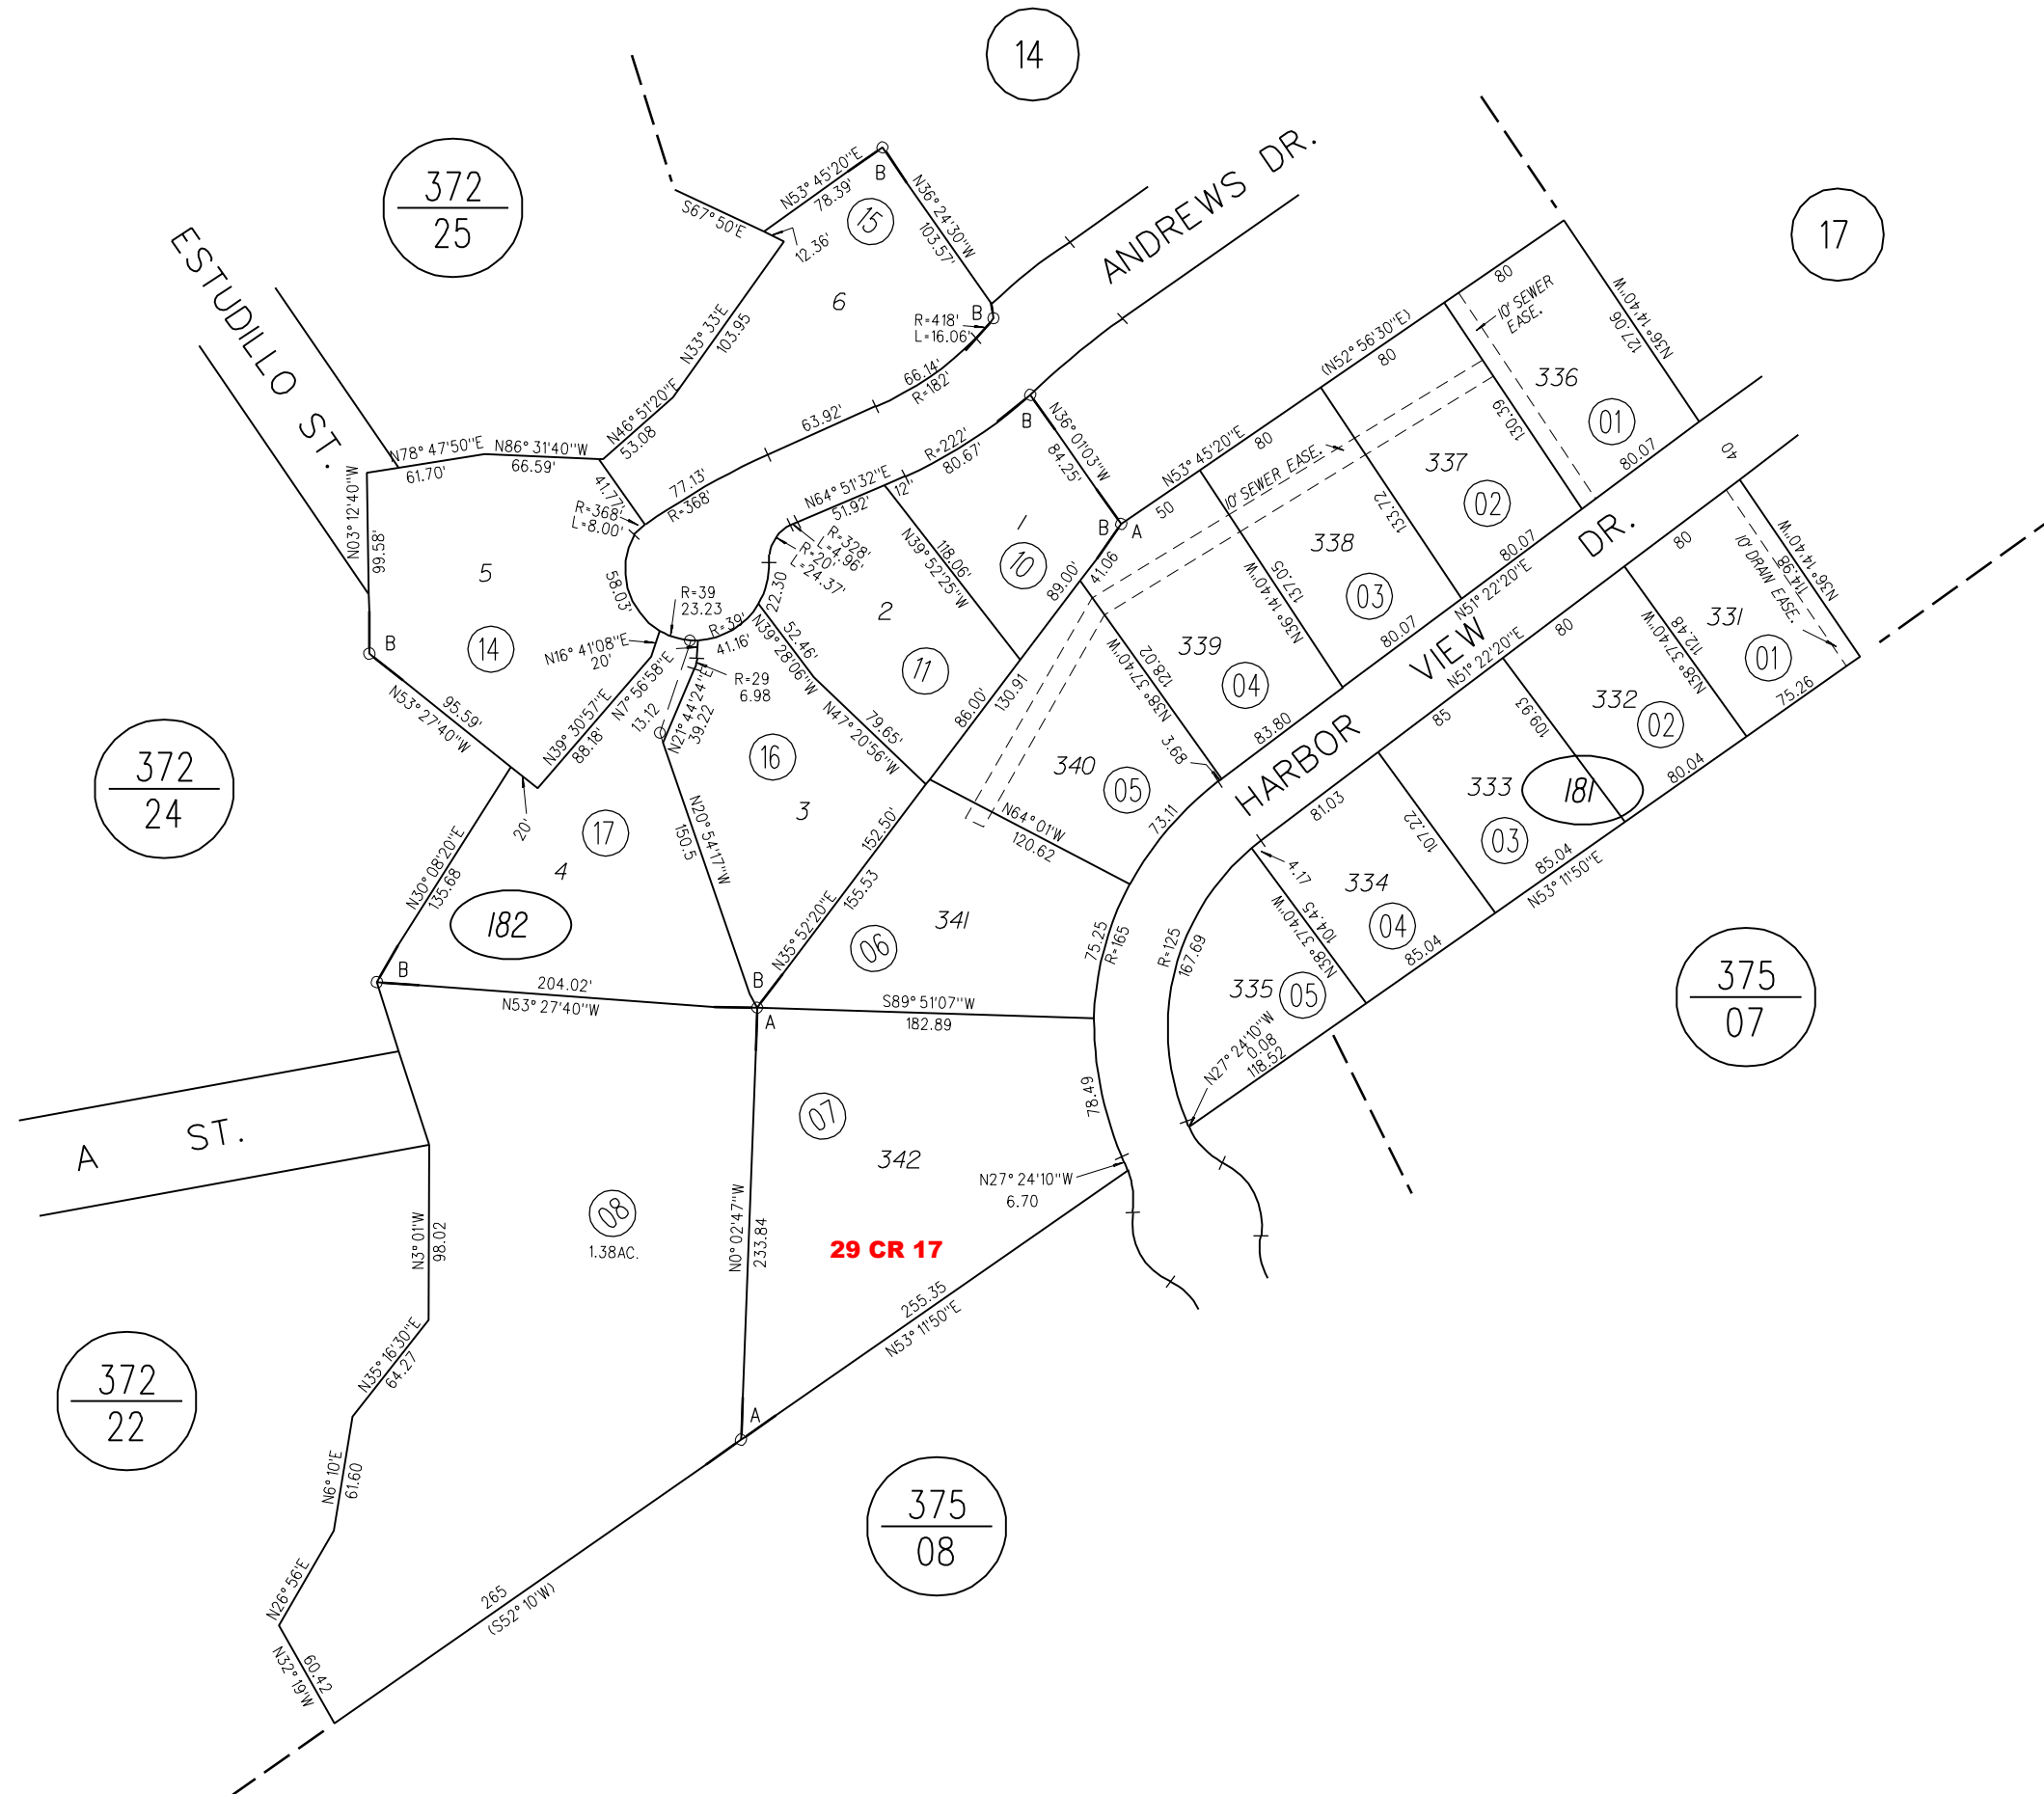 14
372
25
17
ESTUDILLO ST.
ANDREWS DR.
S67° 50'E
N53° 45'20"E
78.39'
B
15
12.36'
N36° 24'30"W
103.57'
6
B
R=418'
L=16.06'
N33° 33'E
103.95
66.14'
R=182'
63.92'
N46° 51'20"E
53.08
N78° 47'50"E
61.70'
N86° 31'40"W
66.59'
41.77'
R=368'
L=8.00'
77.13'
R=368'
N03° 12'40"W
99.58'
5
14
B
58.03'
R=39
23.23
N16° 41'08"E
20'
R=39'
41.16'
22.30
R=328'
L=4.96'
R=20',
L=24.37'
N64° 51'32"E
51.92'
12'
R=222'
80.67'
B
N36° 01'03"W
84.25'
B
A
1
10
118.06'
N39° 52'25"W
2
11
89.00'
41.06
86.00'
130.91
N39° 28'06"W
52.46'
79.65'
N47° 20'56"W
R=29
6.98
N7° 56'58"E
13.12
N21° 44'24"E
39.22
N39° 30'57"E
88.18'
95.59'
N53° 27'40"W
20'
16
3
17
4
182
N20° 54'17"W
150.5
152.50'
N35° 52'20"E
155.53
N30° 08'20"E
135.68
B
204.02'
N53° 27'40"W
B
A
372
24
N53° 45'20"E
50
80
(N52° 56'30"E)
80
80
10' SEWER
EASE.
10' SEWER EASE.
N36° 14'40"W
127.06
336
01
130.39
80.07
337
02
133.72
80.07
N51° 22'20"E
338
03
137.05
N36° 14'40"W
80.07
339
04
128.02
N38° 37'40"W
83.80
3.98
340
05
N64° 01'W
120.62
73.11
HARBOR VIEW DR.
40
80
N36° 14'40"W
114.98
10' DRAIN EASE.
331
01
75.26
N51° 22'20"E
80
112.48
N38° 37'40"W
332
02
80.04
85
109.93
333
03
181
85.04
N53° 11'50"E
81.03
107.22
334
04
85.04
4.17
104.45
N38° 37'40"W
335
05
R=125
167.69
N27° 24'10"W
0.08
118.52
75.25
R=165
341
06
S89° 51'07"W
182.89
78.49
07
342
N27° 24'10"W
6.70
29 CR 17
255.35
N53° 11'50"E
N0° 02'47"W
233.84
A
A ST.
08
1.38AC.
N3° 01'W
98.02
N35° 16'30"E
64.27
N6° 10'E
61.60
N26° 56'E
60.42
N32° 19'W
265
(S52° 10'W)
372
22
375
07
375
08